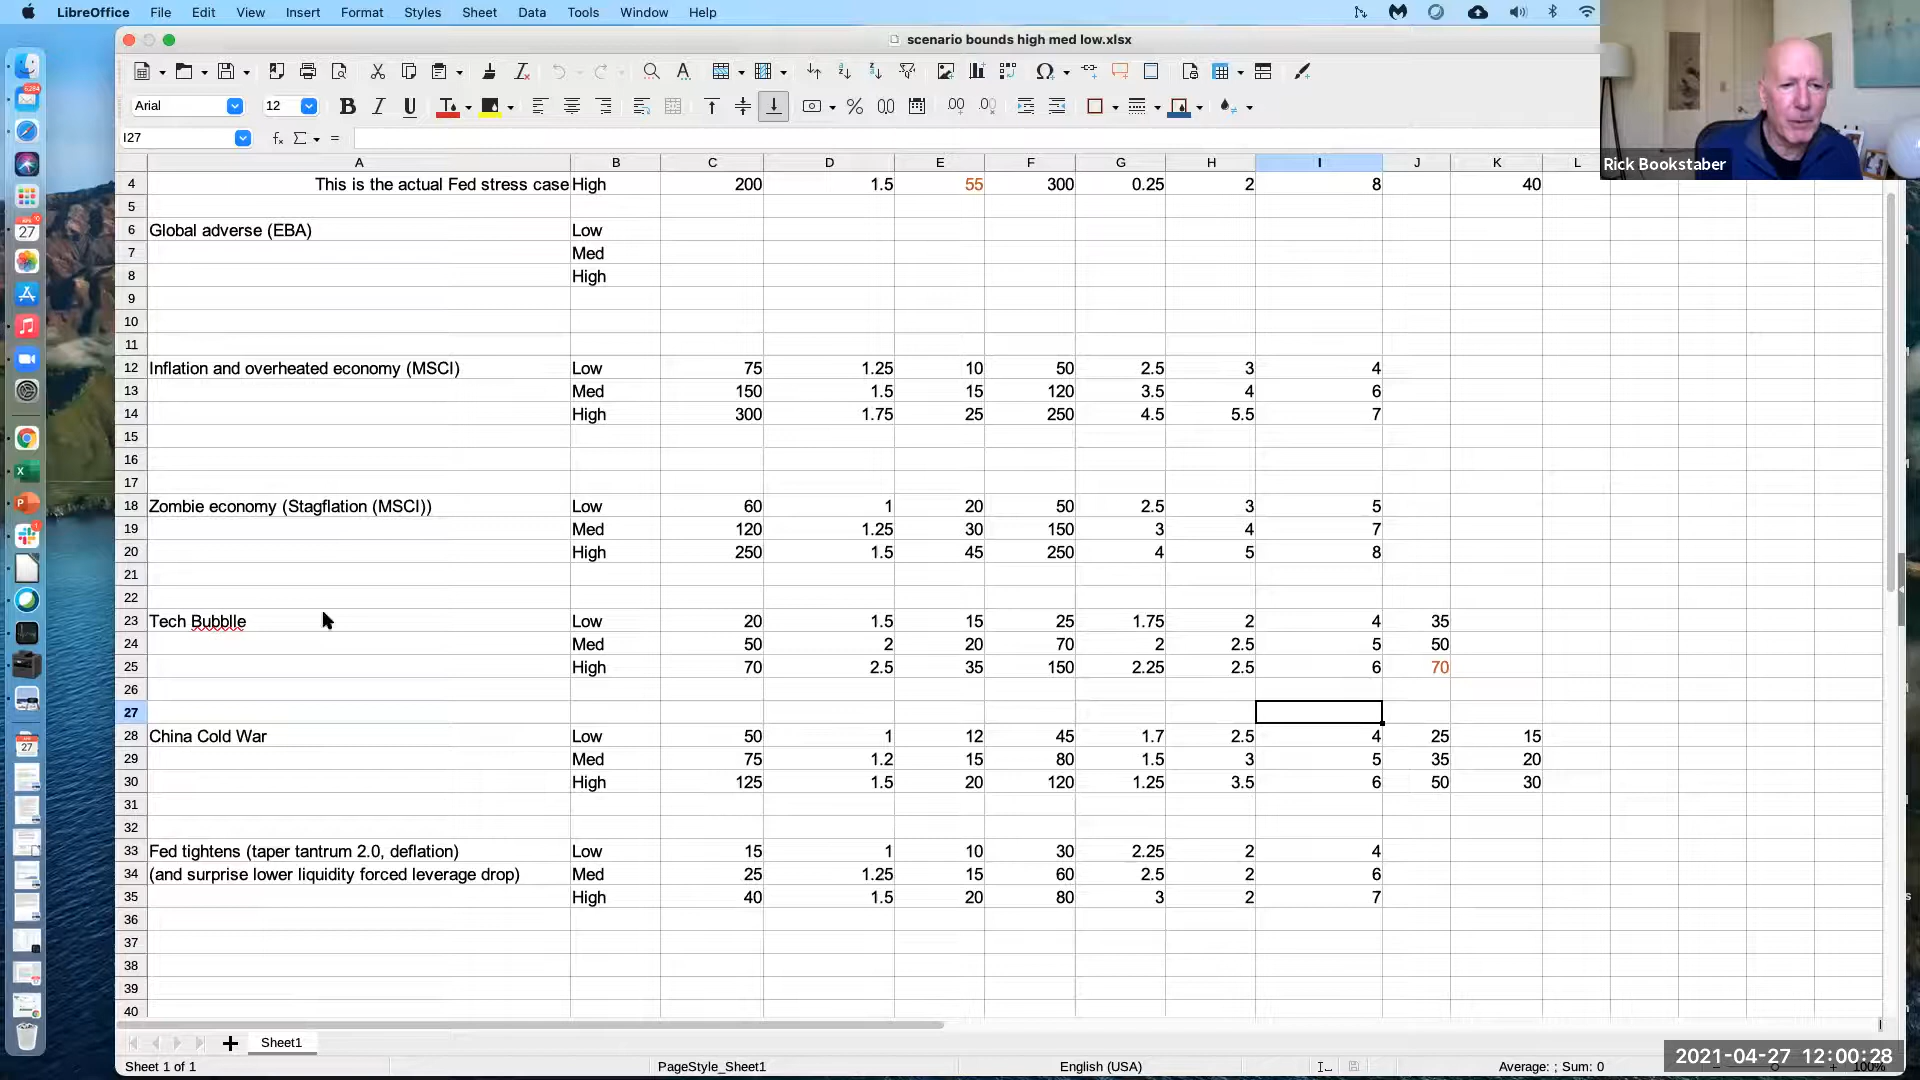 LibreOffice File Edit View Insert Format Styles Sheet Data Tools Window Help
scenario bounds high med low.xlsx
Arial 12
I27
A B C D E F G H I J K L
4 This is the actual Fed stress case High 200 1.5 55 300 0.25 2 8 40
5
6 Global adverse (EBA) Low
7 Med
8 High
9
10
11
12 Inflation and overheated economy (MSCI) Low 75 1.25 10 50 2.5 3 4
13 Med 150 1.5 15 120 3.5 4 6
14 High 300 1.75 25 250 4.5 5.5 7
15
16
17
18 Zombie economy (Stagflation (MSCI)) Low 60 1 20 50 2.5 3 5
19 Med 120 1.25 30 150 3 4 7
20 High 250 1.5 45 250 4 5 8
21
22
23 Tech Bubblle Low 20 1.5 15 25 1.75 2 4 35
24 Med 50 2 20 70 2 2.5 5 50
25 High 70 2.5 35 150 2.25 2.5 6 70
26
27
28 China Cold War Low 50 1 12 45 1.7 2.5 4 25 15
29 Med 75 1.2 15 80 1.5 3 5 35 20
30 High 125 1.5 20 120 1.25 3.5 6 50 30
31
32
33 Fed tightens (taper tantrum 2.0, deflation) Low 15 1 10 30 2.25 2 4
34 (and surprise lower liquidity forced leverage drop) Med 25 1.25 15 60 2.5 2 6
35 High 40 1.5 20 80 3 2 7
36
37
38
39
40
Sheet1
Sheet 1 of 1 PageStyle_Sheet1 English (USA) Average: ; Sum: 0 100%
Rick Bookstaber
2021-04-27 12:00:28